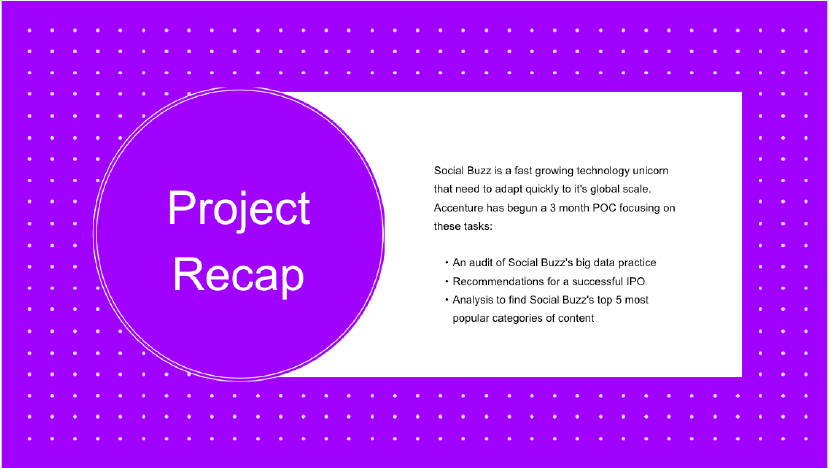 Project
Recap
Social Buzz is a fast growing technology unicorn
that need to adapt quickly to it's global scale.
Accenture has begun a 3 month POC focusing on
these tasks:
• An audit of Social Buzz's big data practice
• Recommendations for a successful IPO
• Analysis to find Social Buzz's top 5 most
popular categories of content